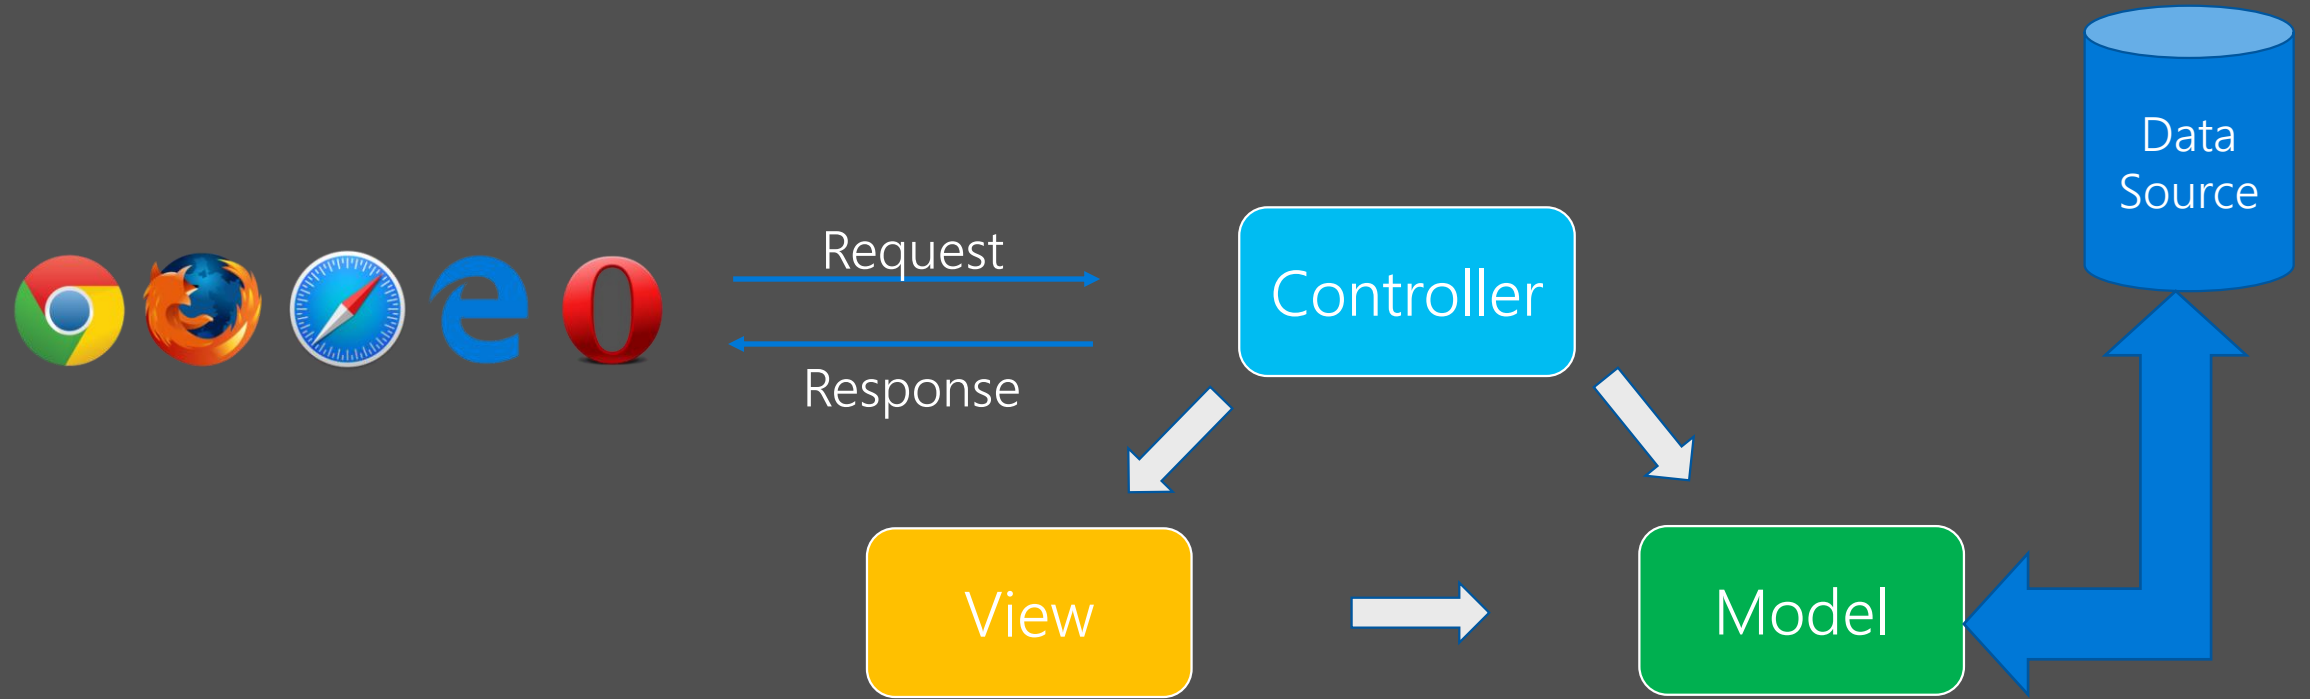 Data
Source
Request
Controller
Response
View
Model